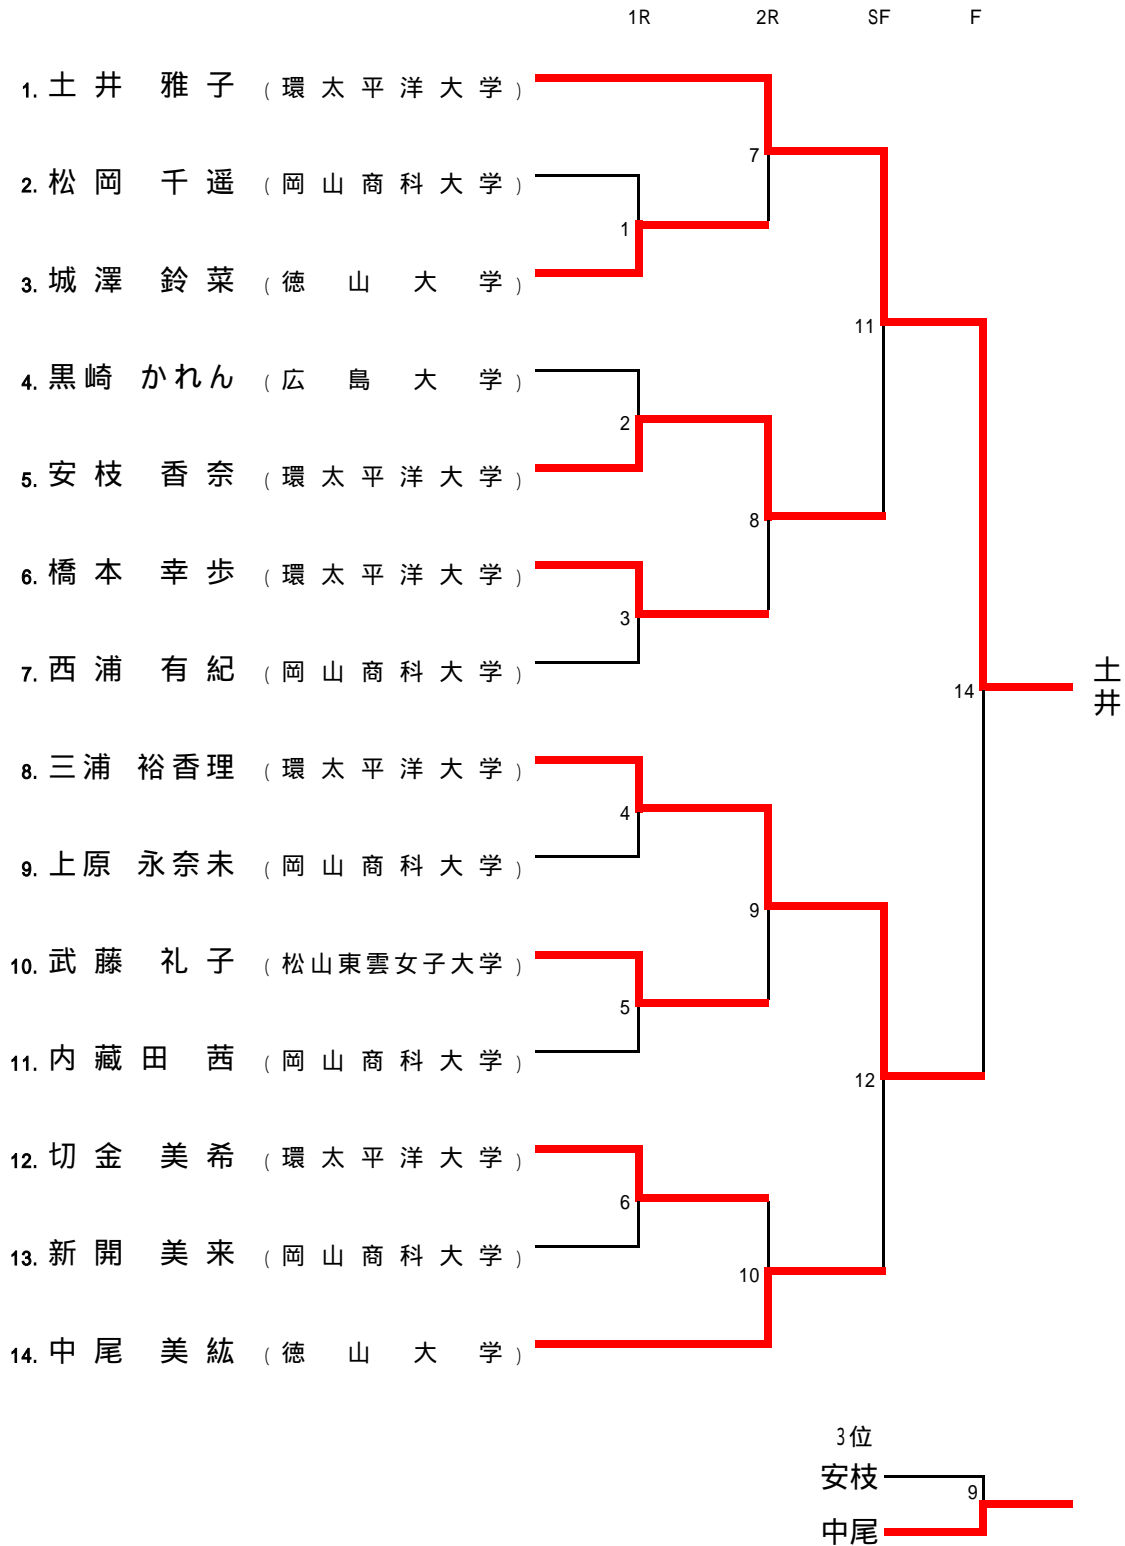 1R 2R SF F
1. 土井 雅子 (環太平洋大学)
7
2. 松岡 千遥 (岡山商科大学)
1
3. 城澤 鈴菜 (徳山大学)
11
4. 黒崎 かれん (広島大学)
2
5. 安枝 香奈 (環太平洋大学)
8
6. 橋本 幸歩 (環太平洋大学)
3
7. 西浦 有紀 (岡山商科大学)
14 土井
8. 三浦 裕香理 (環太平洋大学)
4
9. 上原 永奈未 (岡山商科大学)
9
10. 武藤 礼子 (松山東雲女子大学)
5
11. 内藏田 茜 (岡山商科大学)
12
12. 切金 美希 (環太平洋大学)
6
13. 新開 美来 (岡山商科大学)
10
14. 中尾 美紘 (徳山大学)
3位
安枝
9
中尾